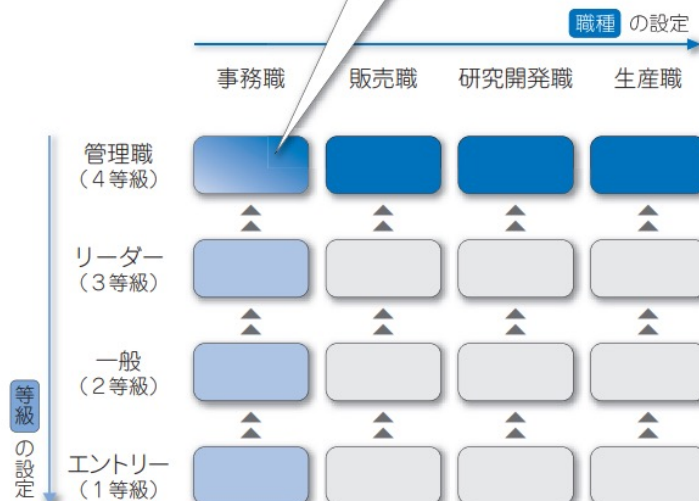 職種 の設定
事務職 販売職 研究開発職 生産職
管理職
（4等級）
リーダー
（3等級）
一般
（2等級）
エントリー
（1等級）
等級の設定